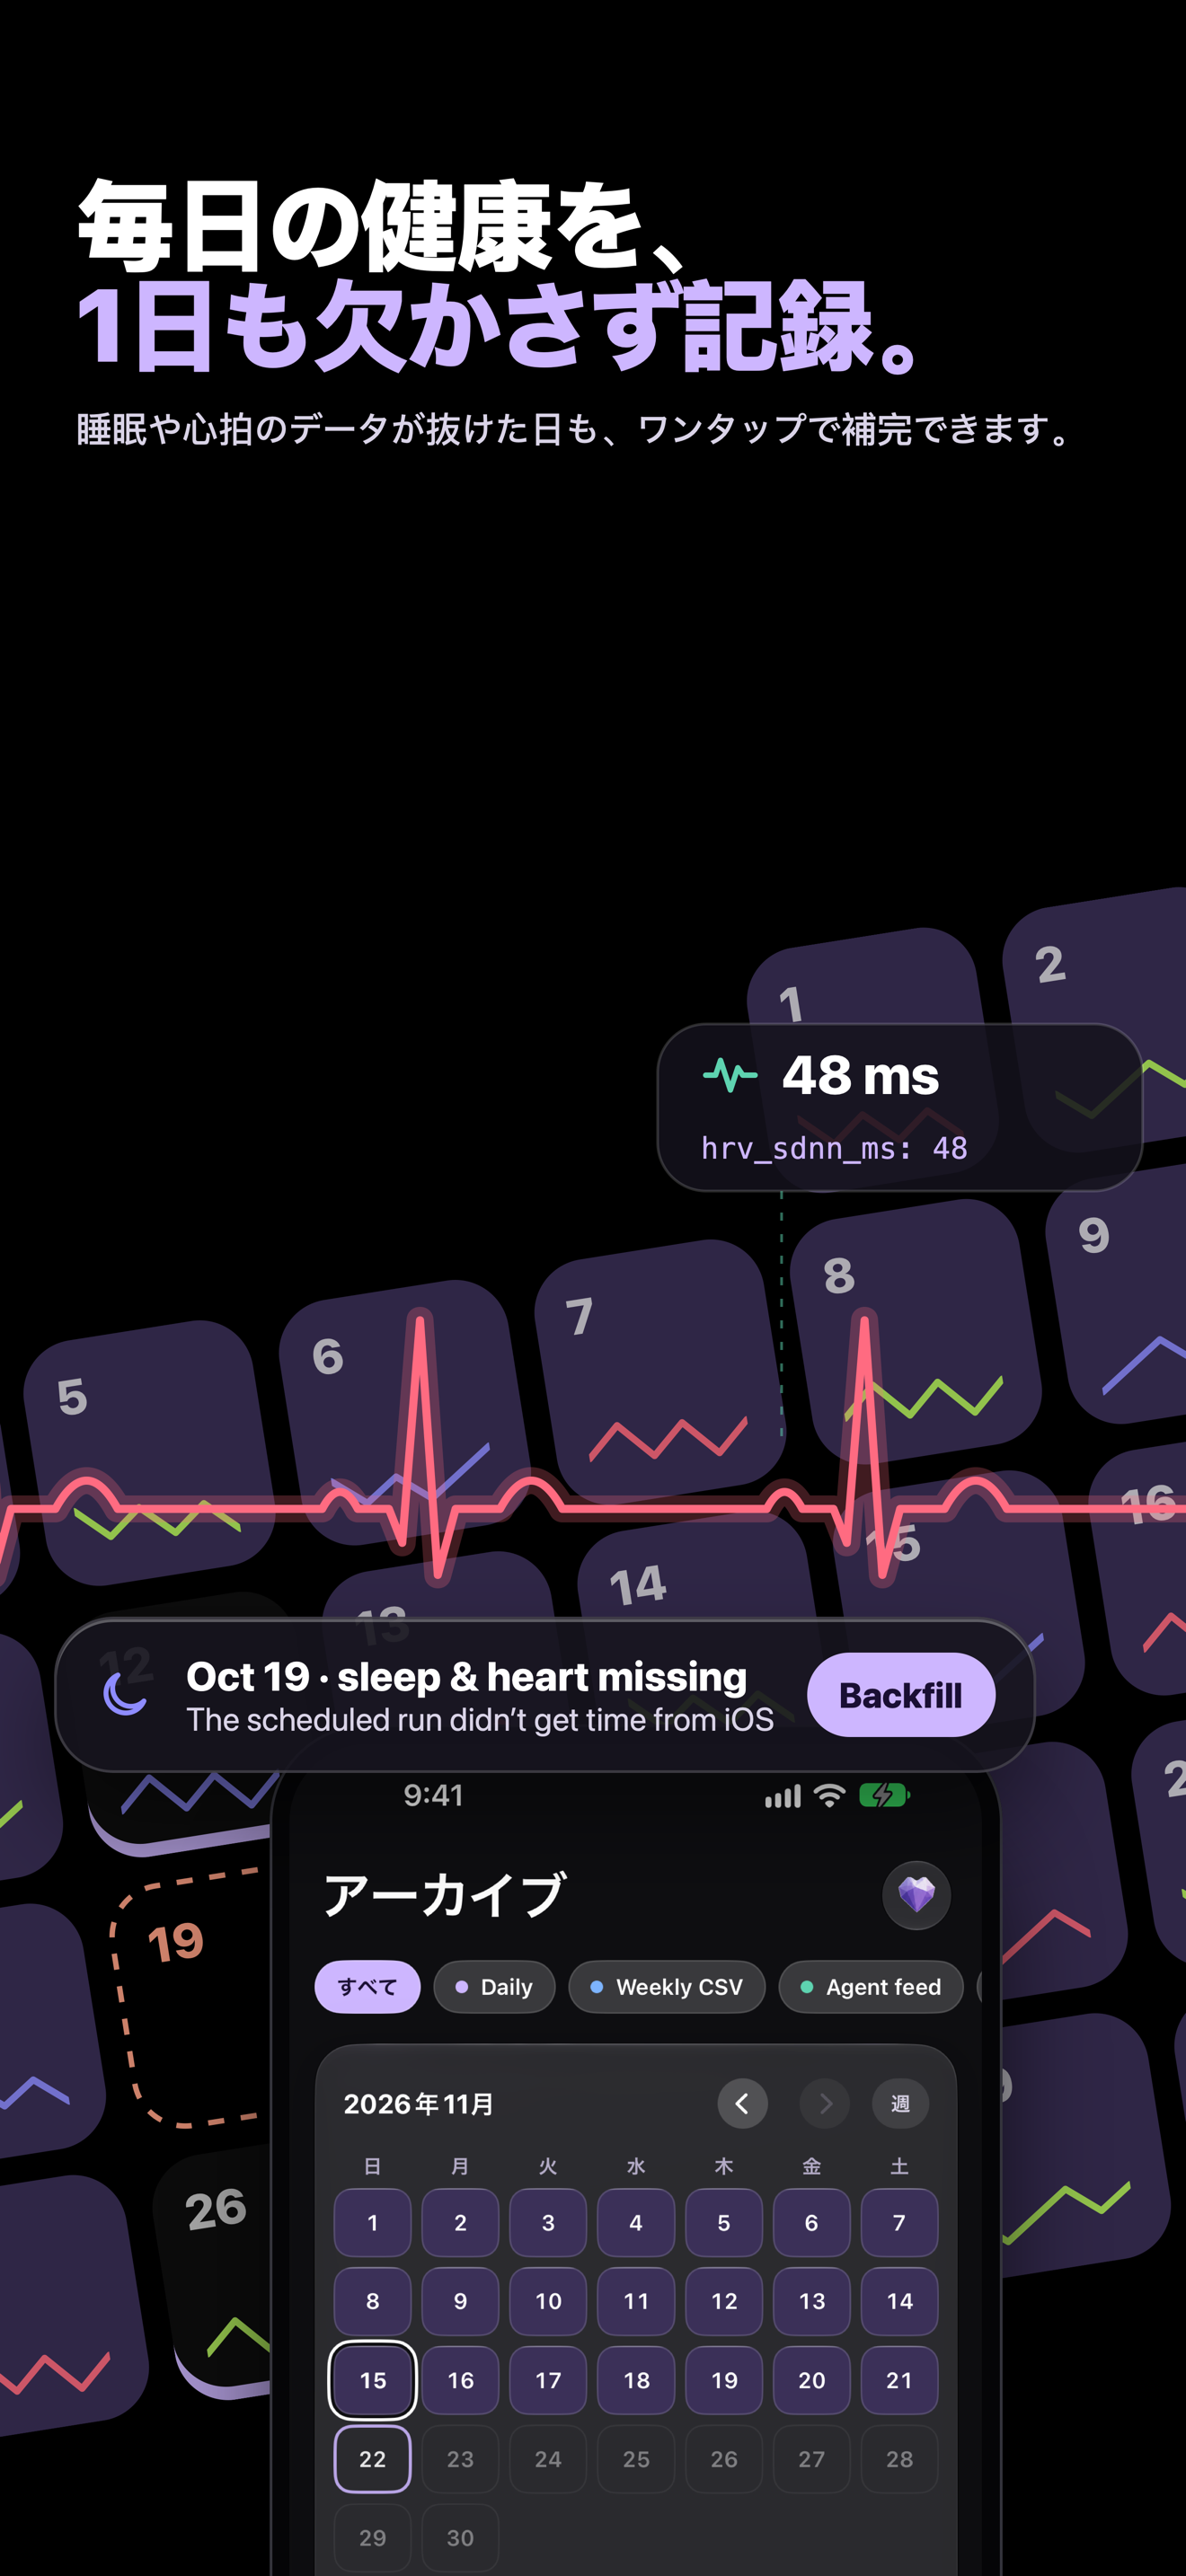 毎日の健康を、
1日も欠かさず記録。
睡眠や心拍のデータが抜けた日も、ワンタップで補完できます。
1
2
48 ms
hrv_sdnn_ms: 48
5
6
7
8
9
12
13
14
15
16
Oct 19 · sleep & heart missing
The scheduled run didn’t get time from iOS
Backfill
9:41
アーカイブ
19
すべて
Daily
Weekly CSV
Agent feed
2026年11月
週
日 月 火 水 木 金 土
1 2 3 4 5 6 7
8 9 10 11 12 13 14
15 16 17 18 19 20 21
22 23 24 25 26 27 28
29 30
26